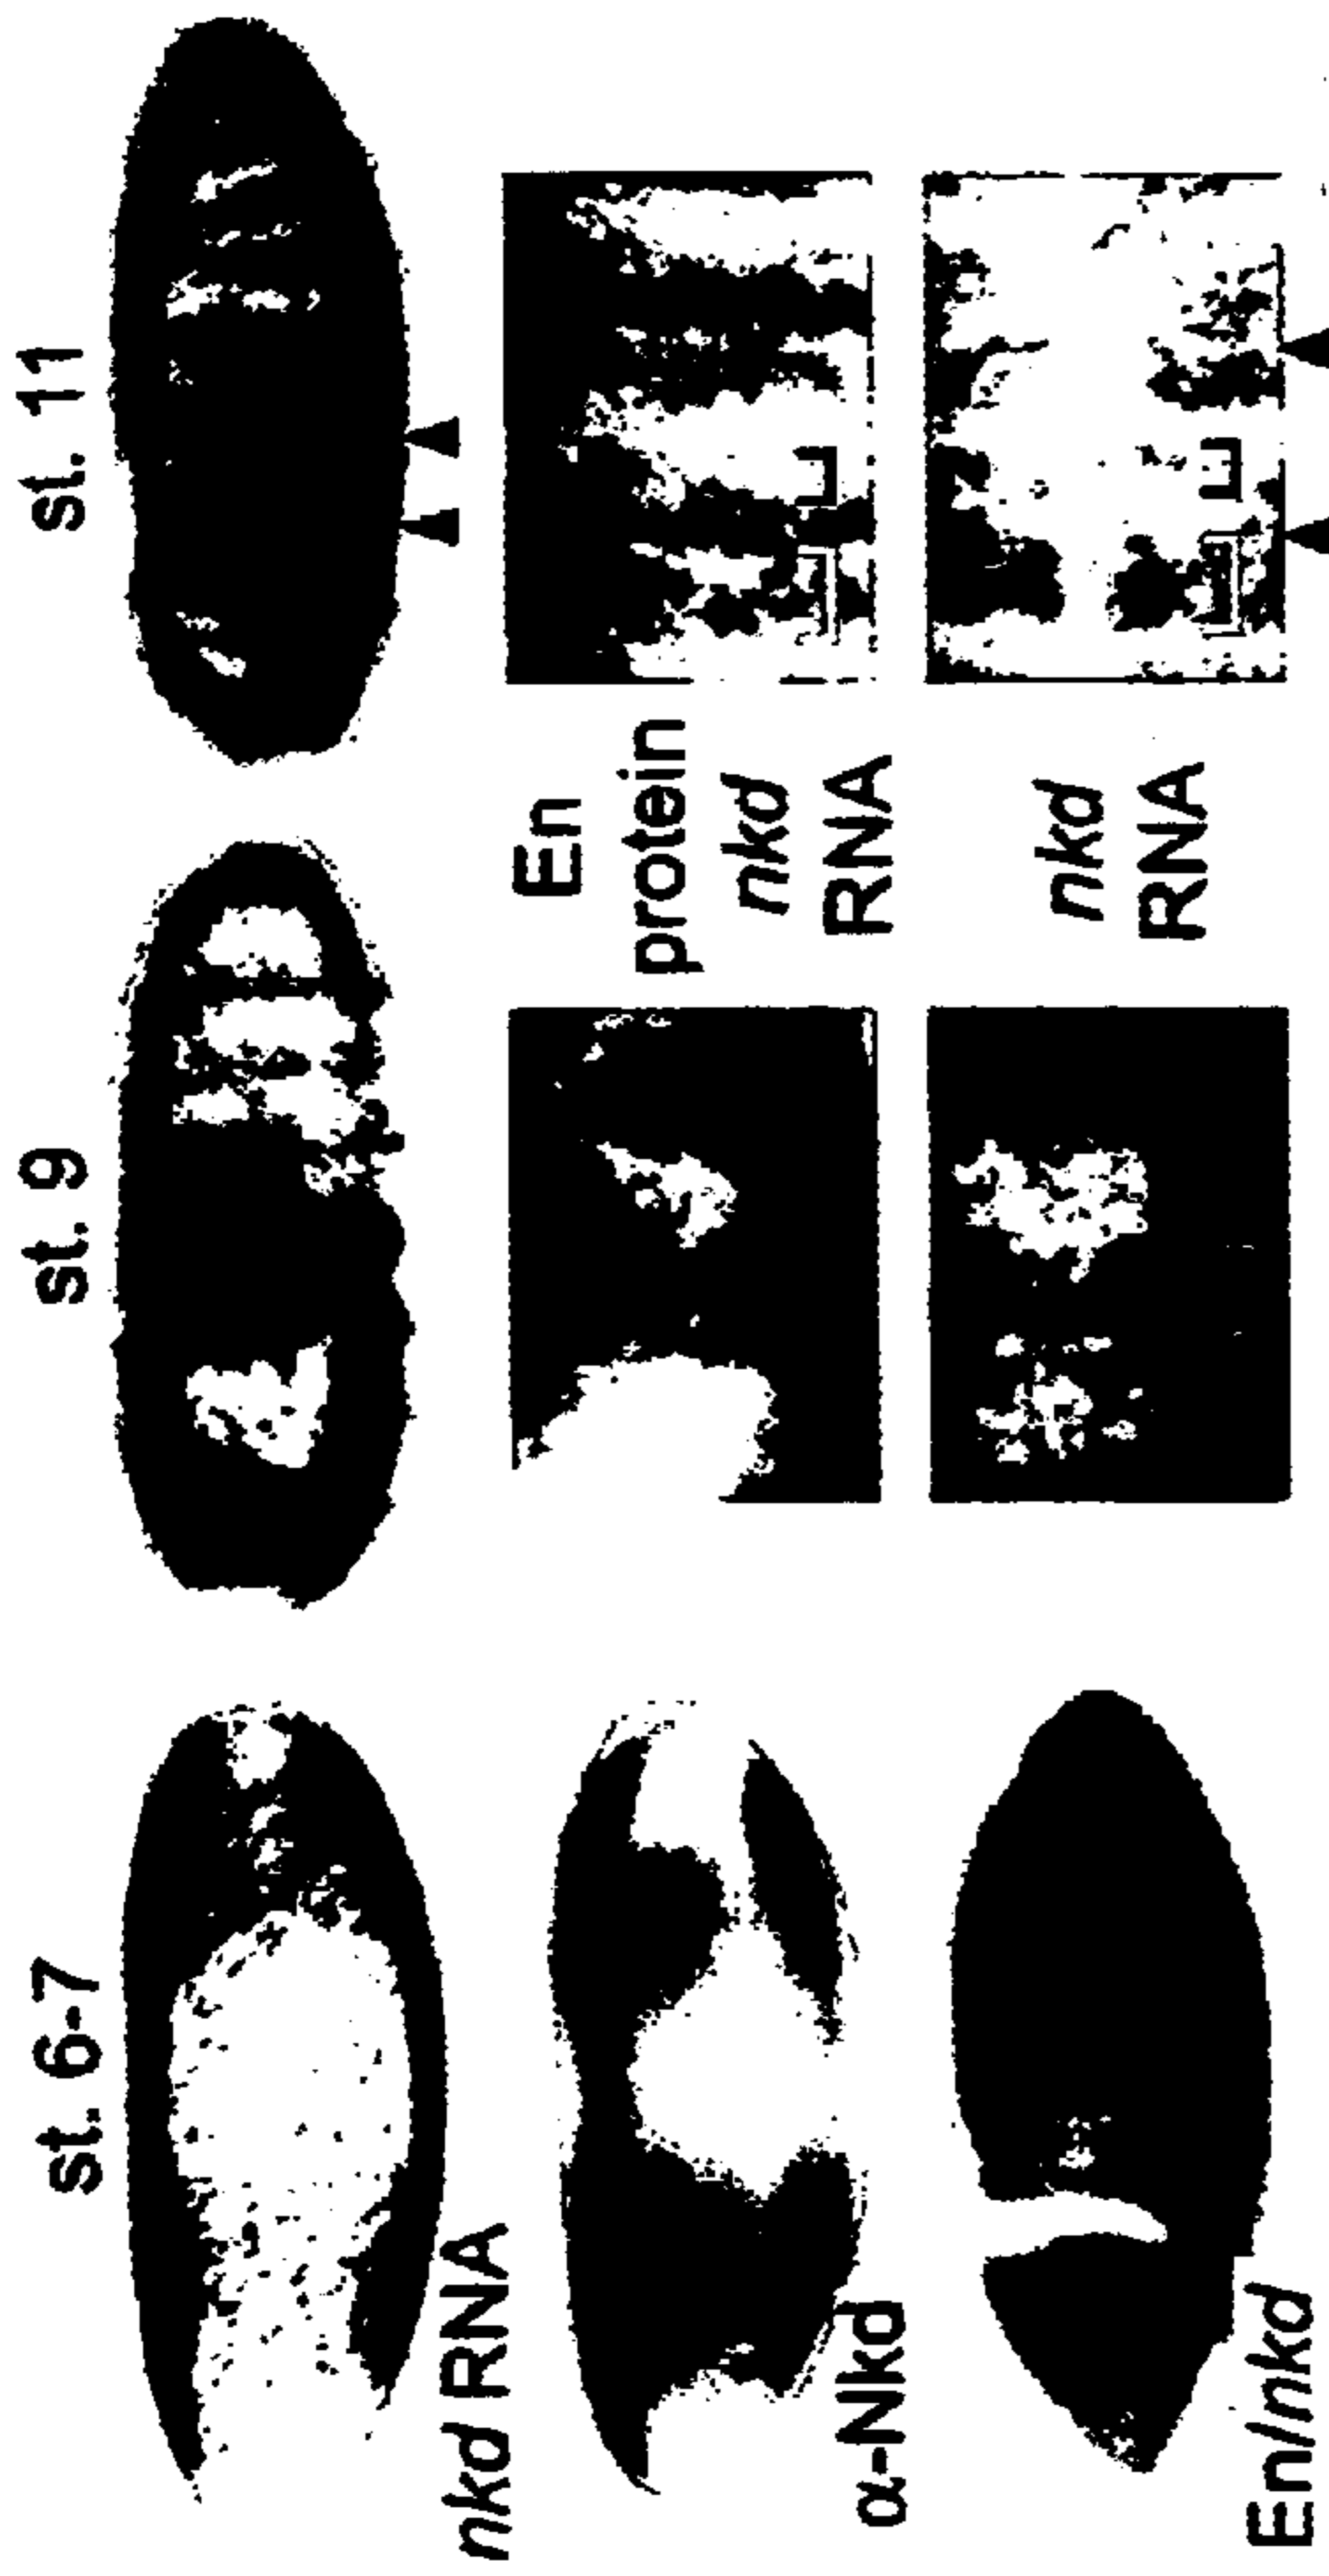 st. 6-7
st. 9
st. 11
nkd RNA
α-Nkd
En
protein
nkd
RNA
En/nkd
nkd
RNA